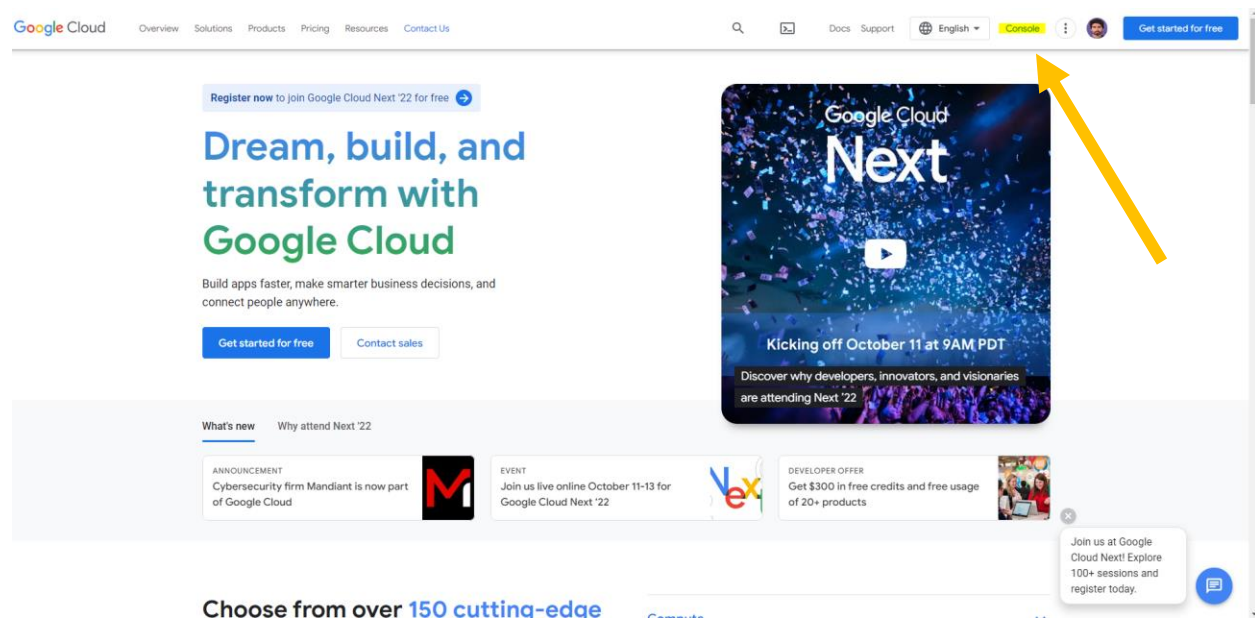 Google Cloud
Overview Solutions Products Pricing Resources Contact Us
Docs Support English Console Get started for free
Register now to join Google Cloud Next '22 for free
Dream, build, and
transform with
Google Cloud
Build apps faster, make smarter business decisions, and
connect people anywhere.
Get started for free Contact sales
Google Cloud
Next
Kicking off October 11 at 9AM PDT
Discover why developers, innovators, and visionaries
are attending Next '22
What's new Why attend Next '22
ANNOUNCEMENT
Cybersecurity firm Mandiant is now part
of Google Cloud
EVENT
Join us live online October 11-13 for
Google Cloud Next '22
Next
DEVELOPER OFFER
Get $300 in free credits and free usage
of 20+ products
Join us at Google
Cloud Next! Explore
100+ sessions and
register today.
Choose from over 150 cutting-edge
Compute